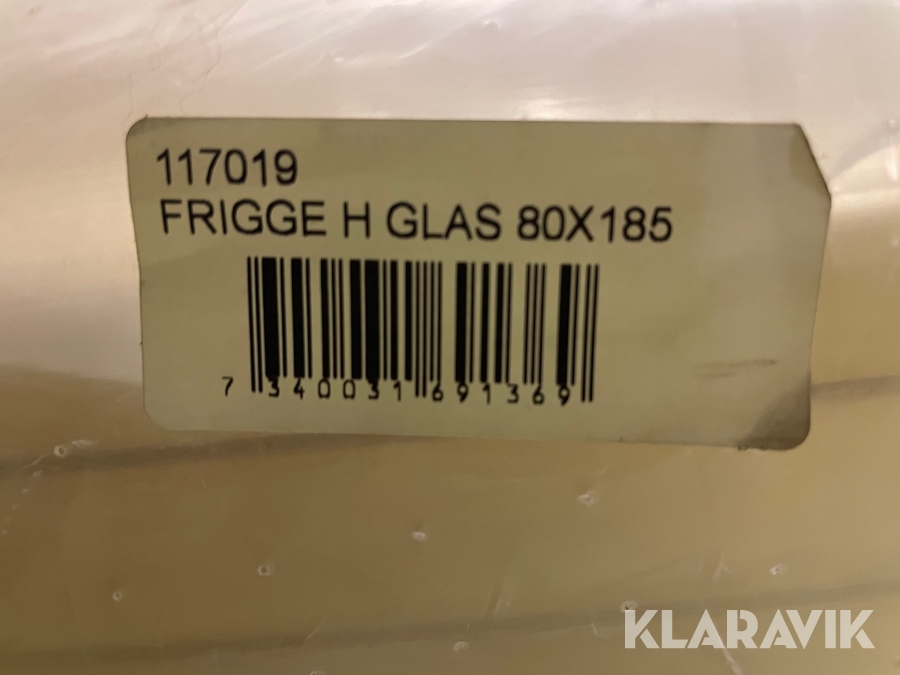 117019
FRIGGE H GLAS 80X185
7 340031 691369
KLARAVIK